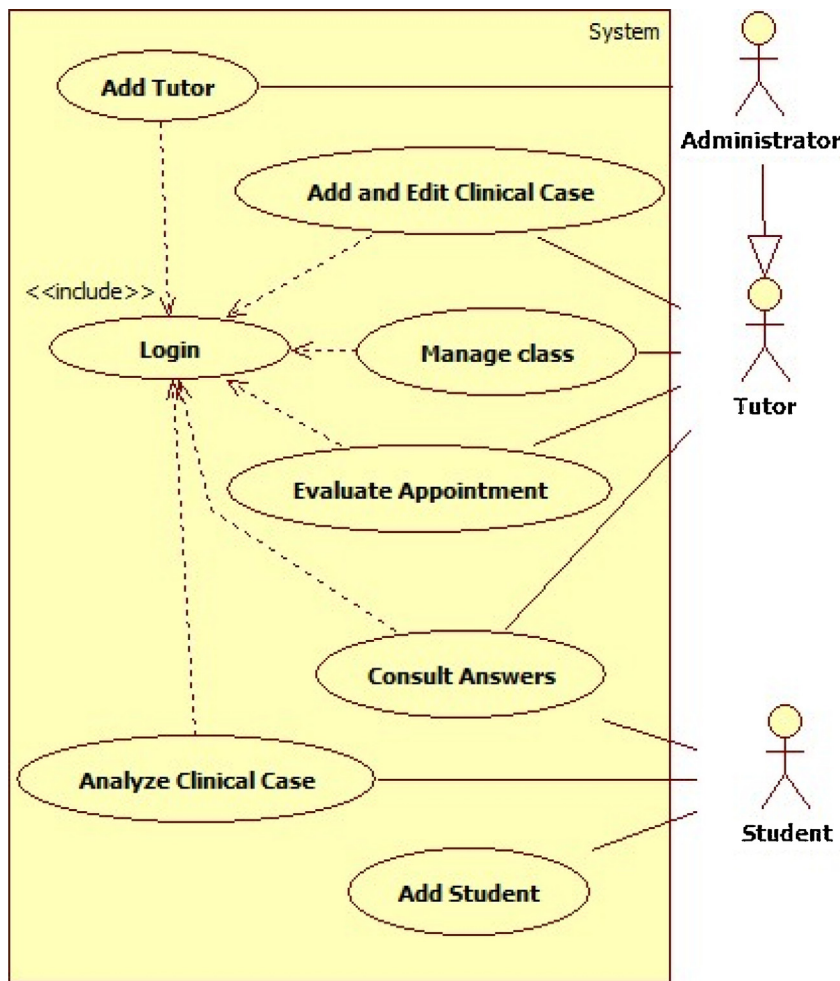 System
Add Tutor
Administrator
Add and Edit Clinical Case
<<include>>
Login
Manage class
Tutor
Evaluate Appointment
Consult Answers
Analyze Clinical Case
Student
Add Student